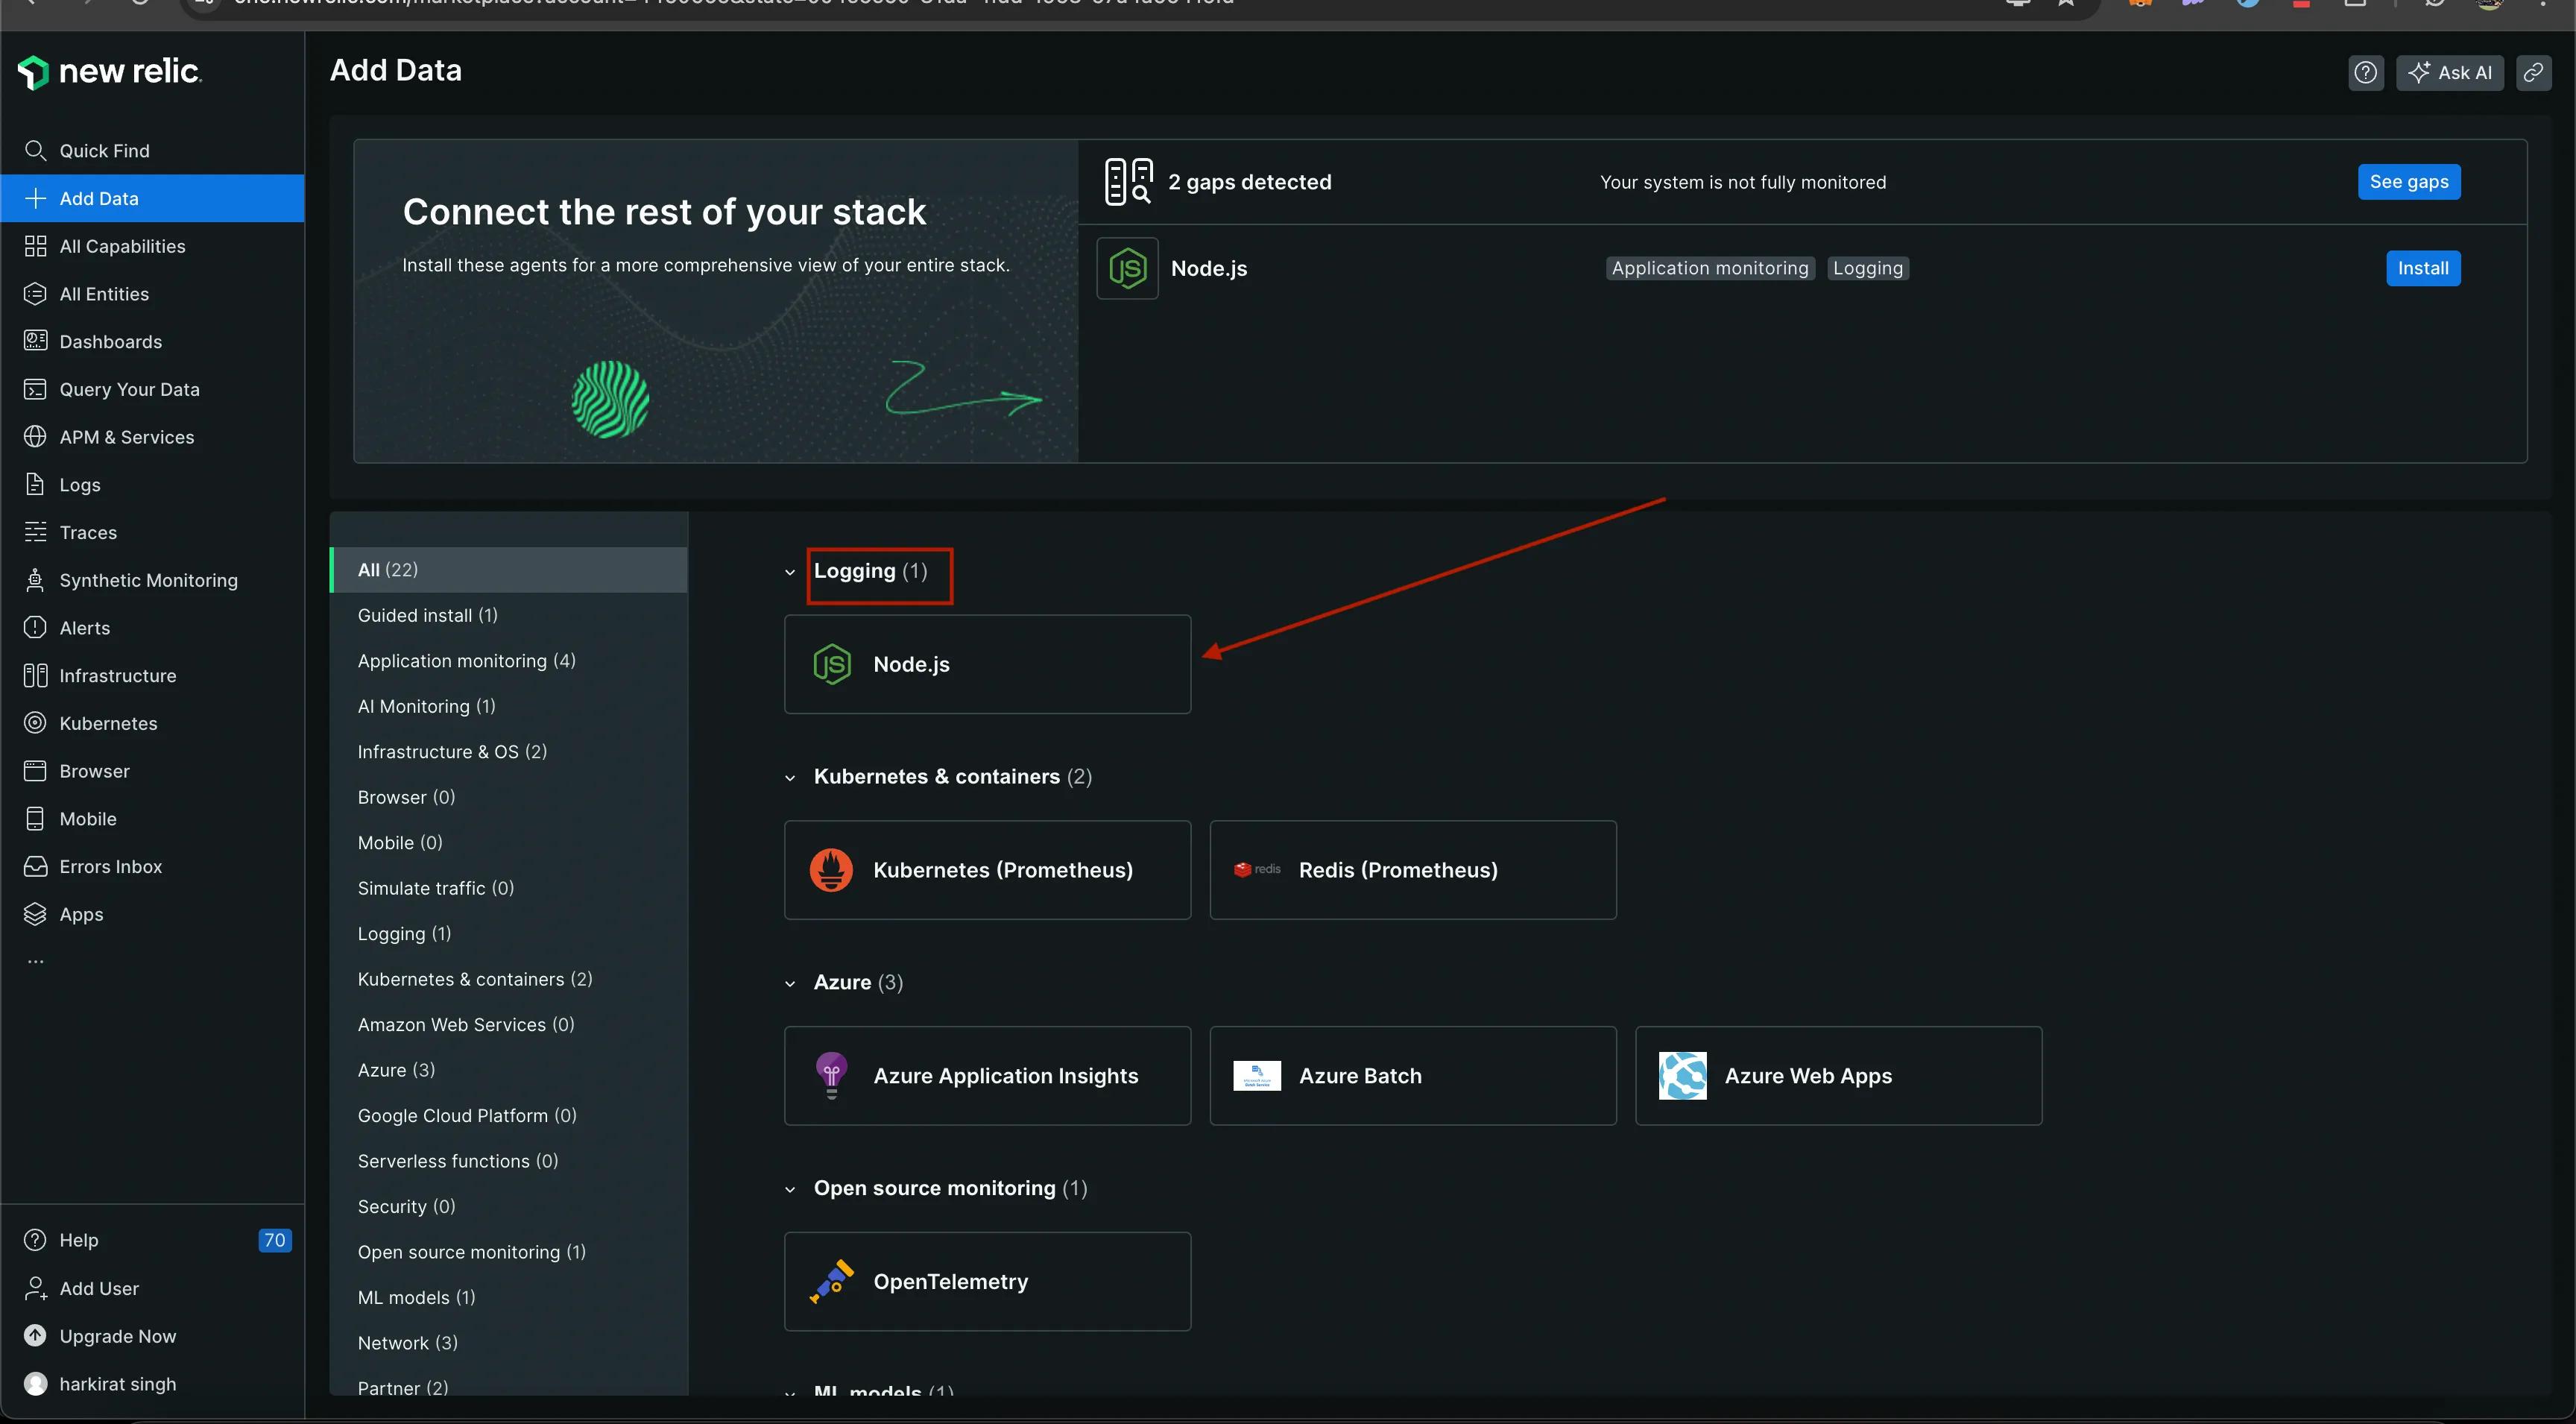 new relic
Add Data
Ask AI
Quick Find
Add Data
All Capabilities
All Entities
Dashboards
Query Your Data
APM & Services
Logs
Traces
Synthetic Monitoring
Alerts
Infrastructure
Kubernetes
Browser
Mobile
Errors Inbox
Apps
...
Help 70
Add User
Upgrade Now
harkirat singh
Connect the rest of your stack
Install these agents for a more comprehensive view of your entire stack.
2 gaps detected Your system is not fully monitored See gaps
Node.js Application monitoring Logging Install
All (22)
Guided install (1)
Application monitoring (4)
AI Monitoring (1)
Infrastructure & OS (2)
Browser (0)
Mobile (0)
Simulate traffic (0)
Logging (1)
Kubernetes & containers (2)
Amazon Web Services (0)
Azure (3)
Google Cloud Platform (0)
Serverless functions (0)
Security (0)
Open source monitoring (1)
ML models (1)
Network (3)
Partner (2)
Logging (1)
Node.js
Kubernetes & containers (2)
Kubernetes (Prometheus)
redis Redis (Prometheus)
Azure (3)
Azure Application Insights
Azure Batch
Azure Web Apps
Open source monitoring (1)
OpenTelemetry
ML models (1)